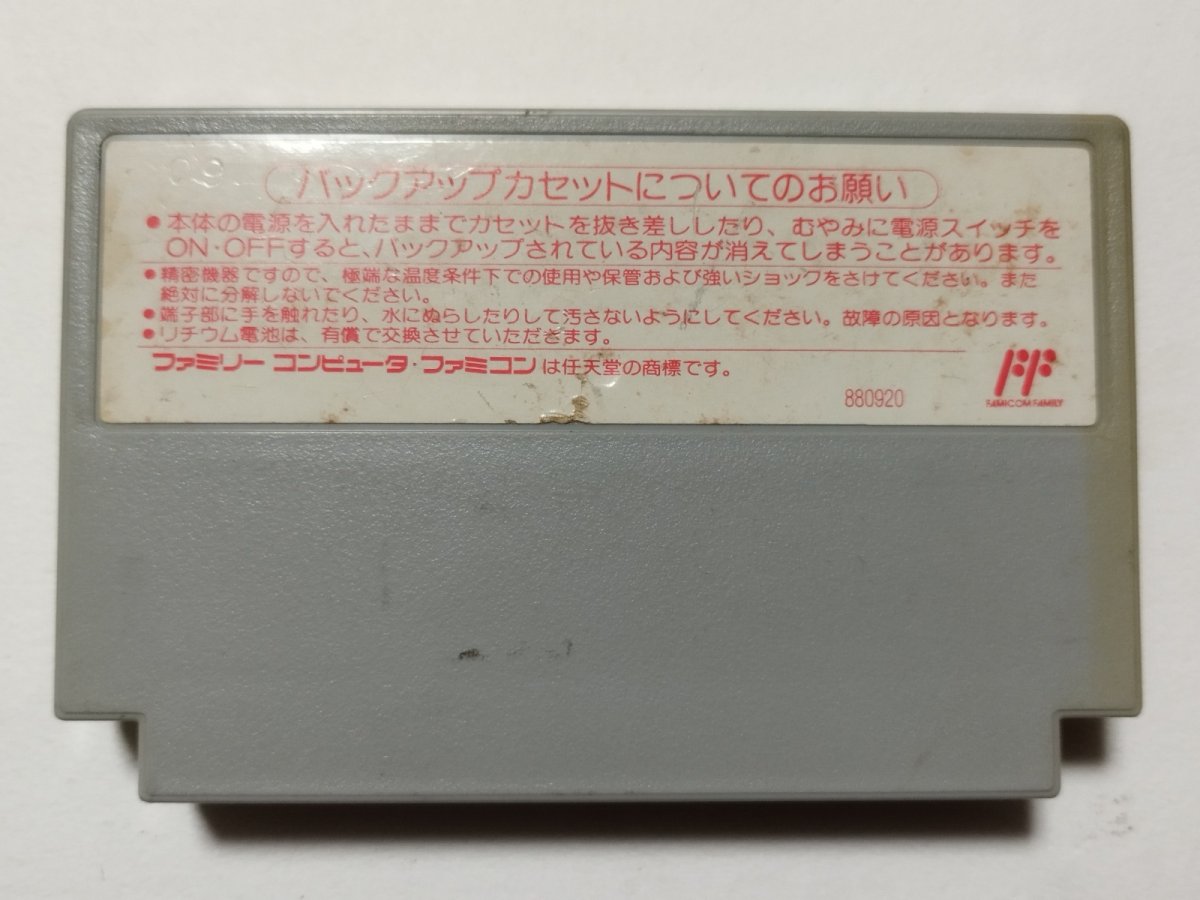 バックアップカセットについてのお願い
●本体の電源を入れたままでカセットを抜き差ししたり、むやみに電源スイッチを
ON・OFFすると、バックアップされている内容が消えてしまうことがあります。
●精密機器ですので、極端な温度条件下での使用や保管および強いショックをさけてください。また
絶対に分解しないでください。
●端子部に手を触れたり、水にぬらしたりして汚さないようにしてください。故障の原因となります。
●リチウム電池は、有償で交換させていただきます。
ファミリー コンピュータ・ファミコンは任天堂の商標です。
880920
FAMICOM FAMILY